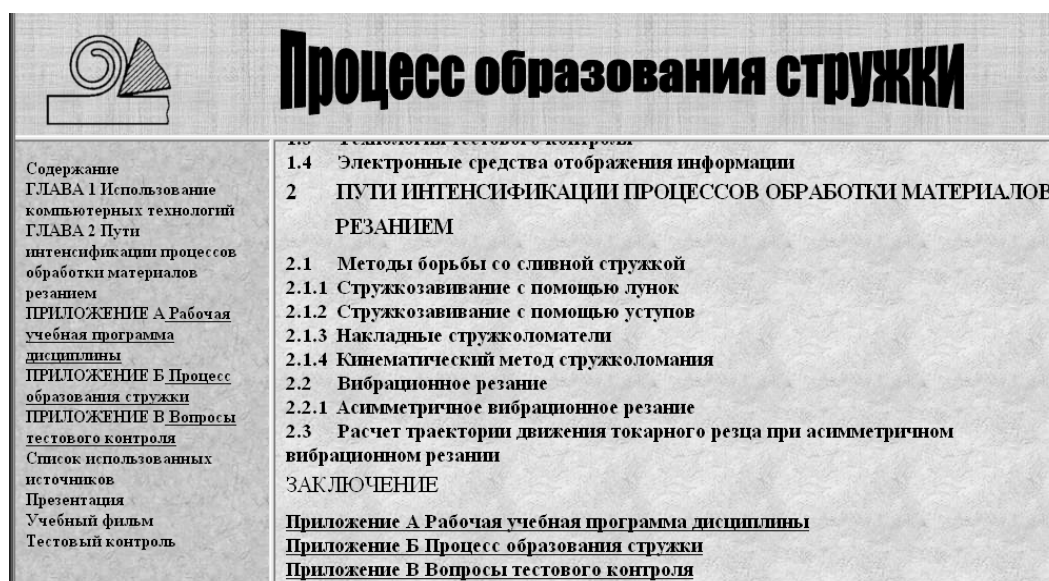 Процесс образования стружки
Содержание
ГЛАВА 1 Использование
компьютерных технологий
ГЛАВА 2 Пути
интенсификации процессов
обработки материалов
резанием
ПРИЛОЖЕНИЕ А Рабочая
учебная программа
дисциплины
ПРИЛОЖЕНИЕ Б Процесс
образования стружки
ПРИЛОЖЕНИЕ В Вопросы
тестового контроля
Список использованных
источников
Презентация
Учебный фильм
Тестовый контроль
1.3 Технология тестового контроля
1.4 Электронные средства отображения информации
2 ПУТИ ИНТЕНСИФИКАЦИИ ПРОЦЕССОВ ОБРАБОТКИ МАТЕРИАЛОВ
РЕЗАНИЕМ
2.1 Методы борьбы со сливной стружкой
2.1.1 Стружкозавивание с помощью лунок
2.1.2 Стружкозавивание с помощью уступов
2.1.3 Накладные стружколоматели
2.1.4 Кинематический метод стружколомания
2.2 Вибрационное резание
2.2.1 Асимметричное вибрационное резание
2.3 Расчет траектории движения токарного резца при асимметричном
вибрационном резании
ЗАКЛЮЧЕНИЕ
Приложение А Рабочая учебная программа дисциплины
Приложение Б Процесс образования стружки
Приложение В Вопросы тестового контроля